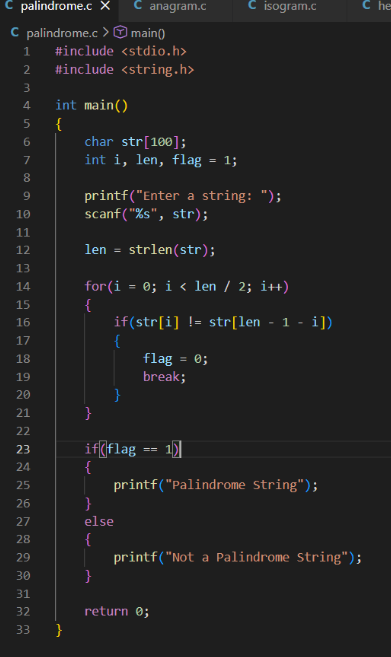 palindrome.c × anagram.c isogram.c he
palindrome.c > main()
1 #include <stdio.h>
2 #include <string.h>
3
4 int main()
5 {
6     char str[100];
7     int i, len, flag = 1;
8
9     printf("Enter a string: ");
10     scanf("%s", str);
11
12     len = strlen(str);
13
14     for(i = 0; i < len / 2; i++)
15     {
16         if(str[i] != str[len - 1 - i])
17         {
18             flag = 0;
19             break;
20         }
21     }
22
23     if(flag == 1)
24     {
25         printf("Palindrome String");
26     }
27     else
28     {
29         printf("Not a Palindrome String");
30     }
31
32     return 0;
33 }